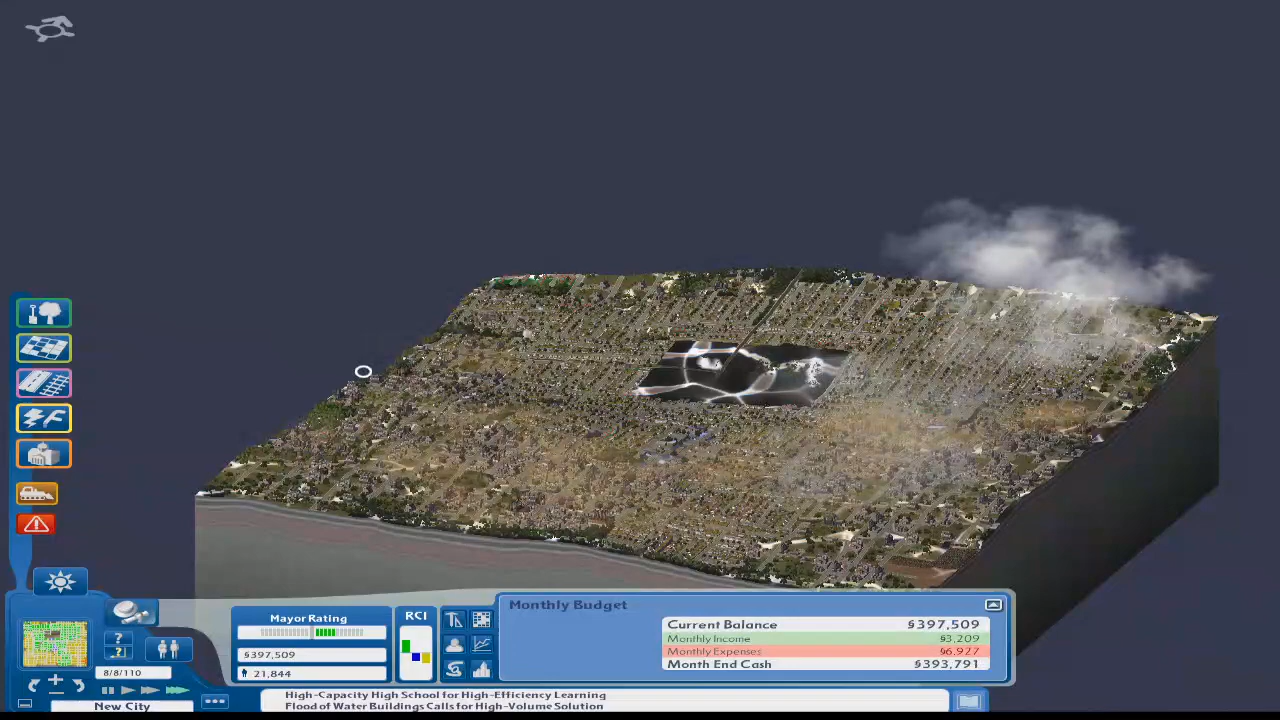 Mayor Rating
§397,509
21,844
RCI
Monthly Budget
Current Balance §397,509
Monthly Income §3,209
Monthly Expenses §6,927
Month End Cash §393,791
8/8/110
New City
High-Capacity High School for High-Efficiency Learning
Flood of Water Buildings Calls for High-Volume Solution